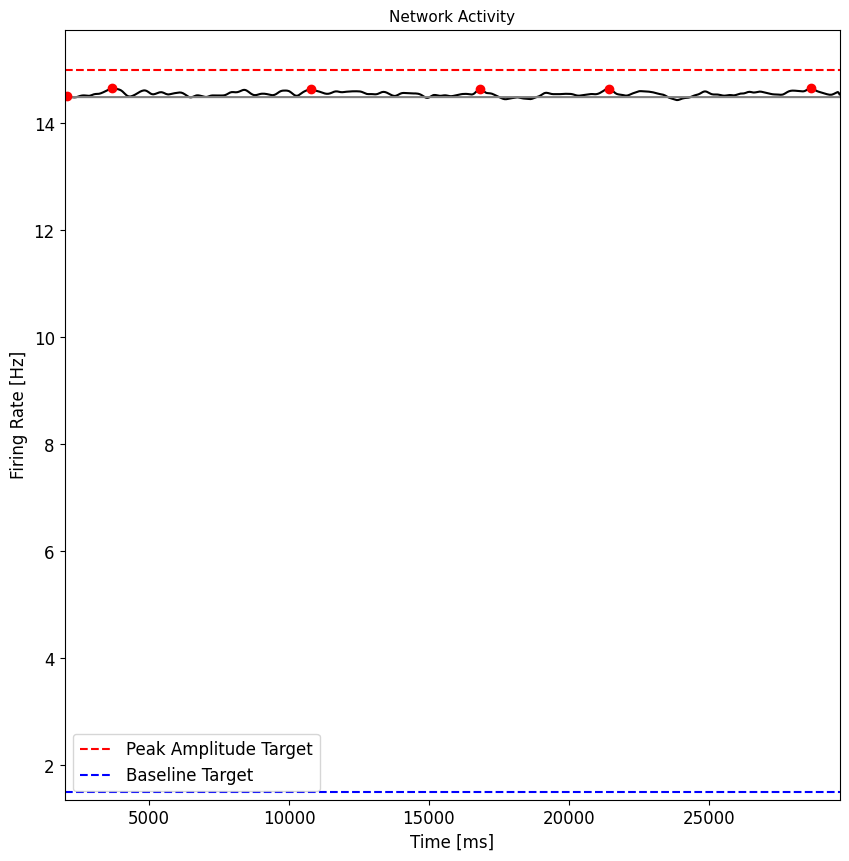 Network Activity
Firing Rate [Hz]
14
12
10
8
6
4
2
Peak Amplitude Target
Baseline Target
5000
10000
15000
20000
25000
Time [ms]